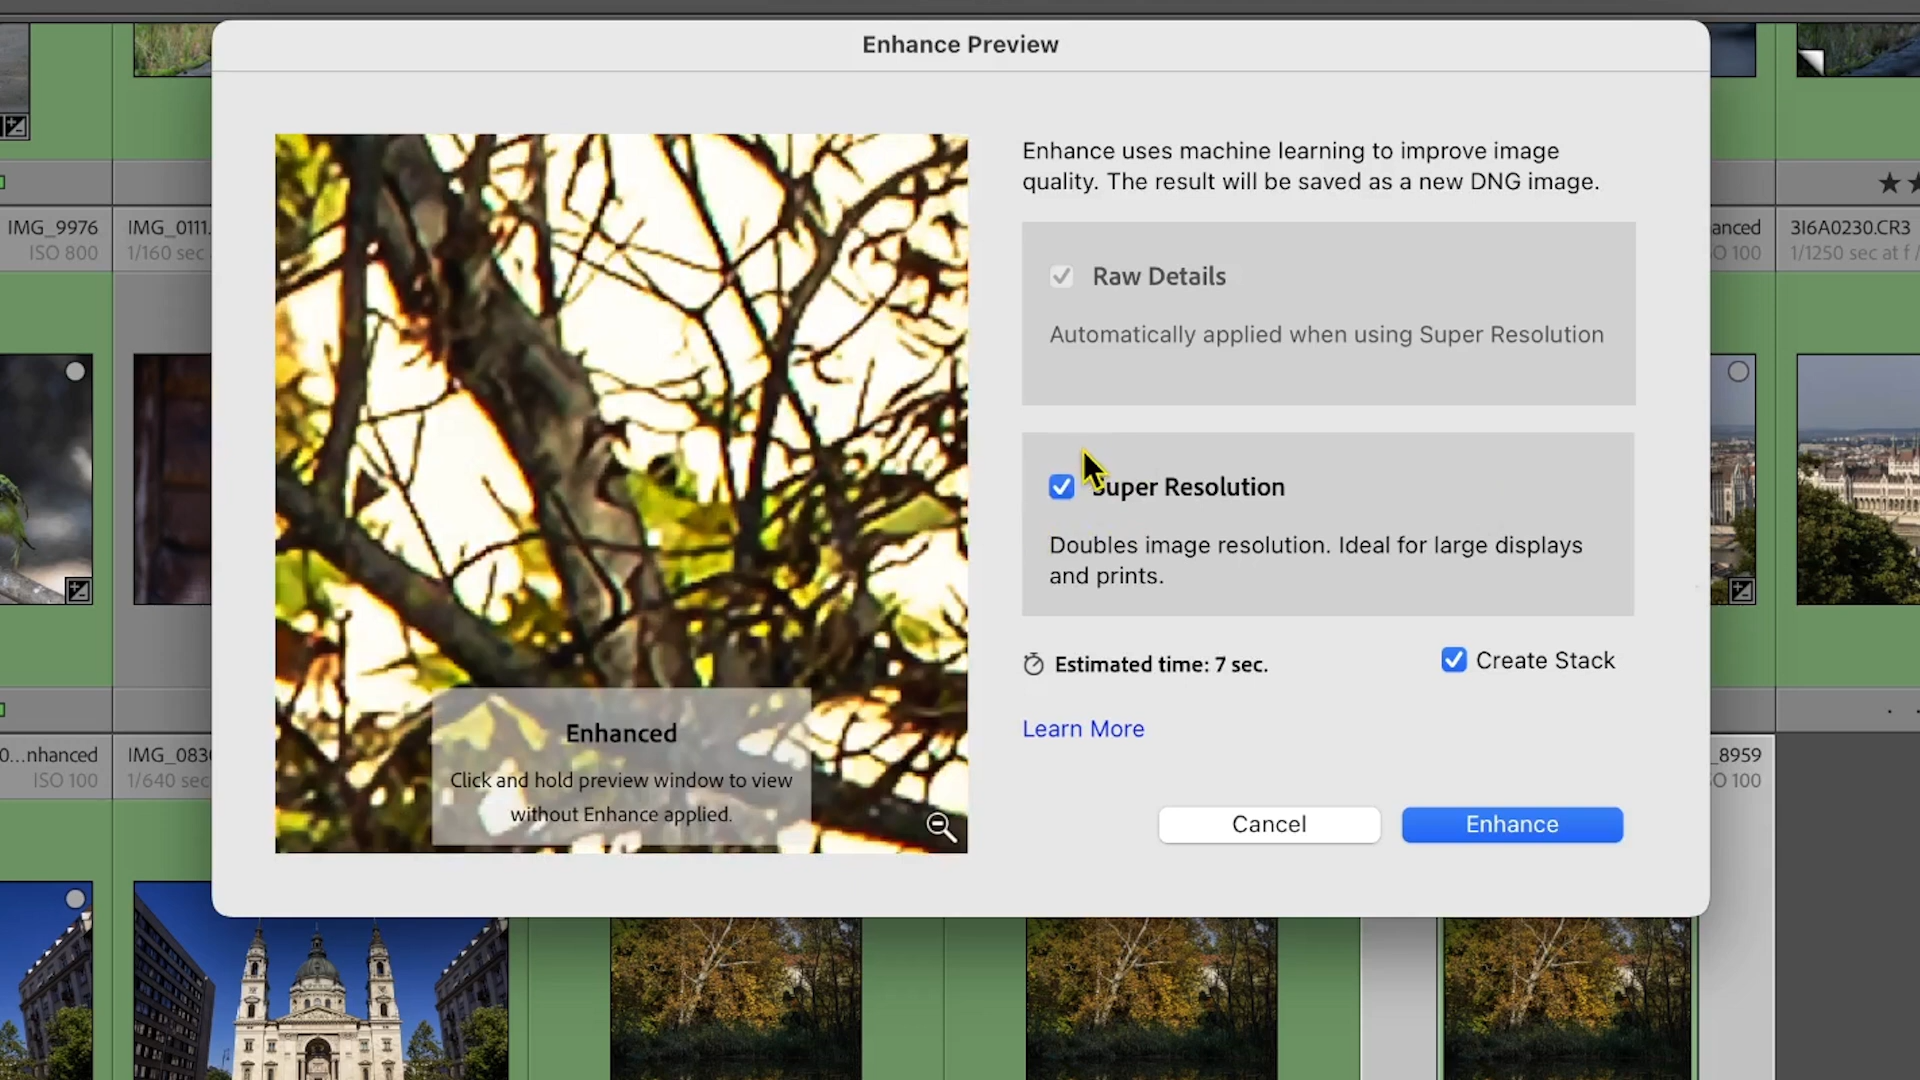 Enhance Preview
Enhance uses machine learning to improve image
quality. The result will be saved as a new DNG image.
Raw Details
Automatically applied when using Super Resolution
Super Resolution
Doubles image resolution. Ideal for large displays
and prints.
Estimated time: 7 sec.
Create Stack
Learn More
Cancel
Enhance
Enhanced
Click and hold preview window to view
without Enhance applied.
IMG_9976
ISO 800
IMG_0111.
1/160 sec
anced
O 100
3I6A0230.CR3
1/1250 sec at f /
0...nhanced
ISO 100
IMG_083
1/640 sec
_8959
O 100